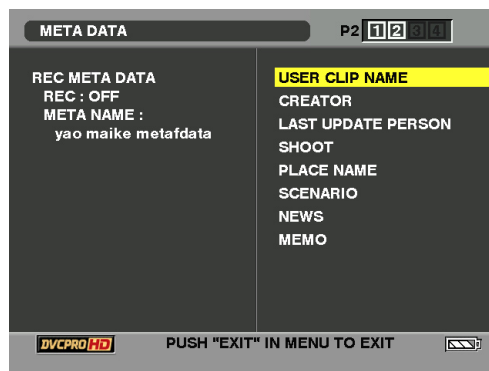 META DATA
P2 1 2 3 4
REC META DATA
REC : OFF
META NAME :
yao maike metafdata
USER CLIP NAME
CREATOR
LAST UPDATE PERSON
SHOOT
PLACE NAME
SCENARIO
NEWS
MEMO
DVCPRO HD
PUSH "EXIT" IN MENU TO EXIT